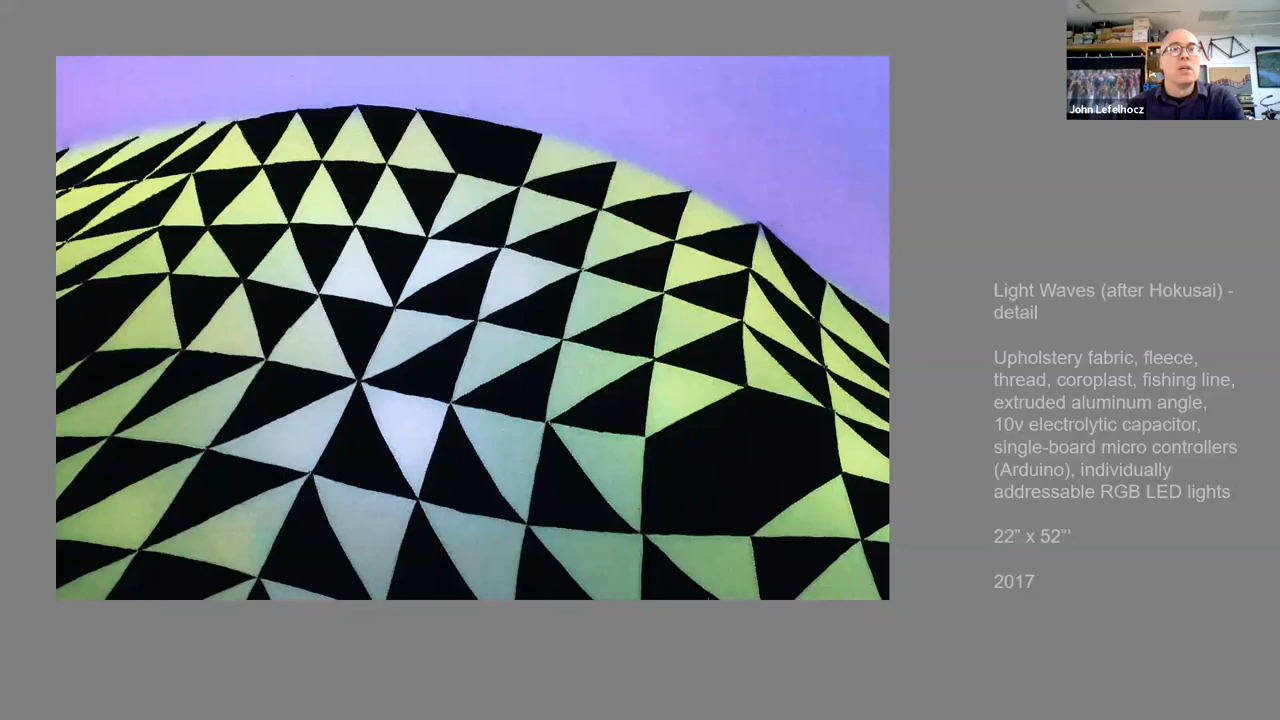 John Lefelhocz
Light Waves (after Hokusai) -
detail
Upholstery fabric, fleece,
thread, coroplast, fishing line,
extruded aluminum angle,
10v electrolytic capacitor,
single-board micro controllers
(Arduino), individually
addressable RGB LED lights
22” x 52”’
2017